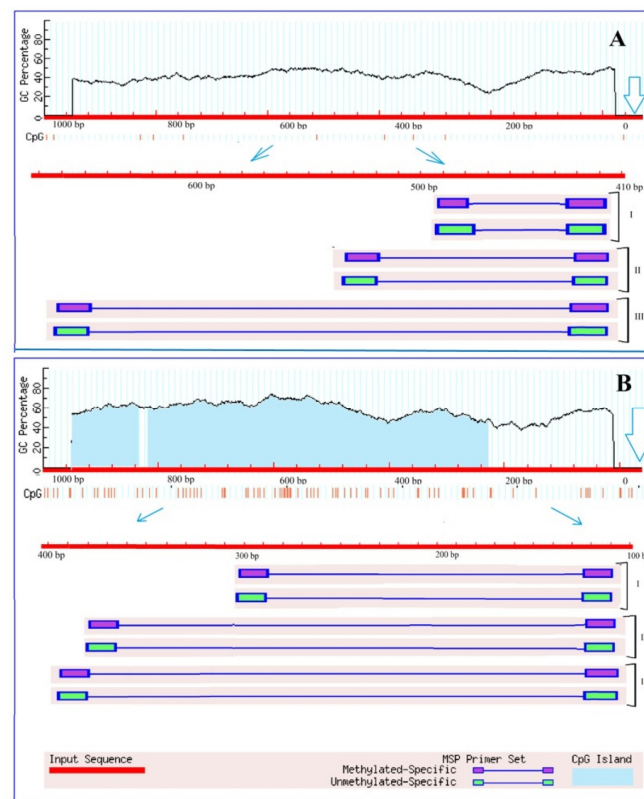 A
GC Percentage
80
60
40
20
0
1000 bp 800 bp 600 bp 400 bp 200 bp 0 bp
CpG
600 bp 500 bp 410 bp
I
II
III
B
GC Percentage
80
60
40
20
0
1000 bp 800 bp 600 bp 400 bp 200 bp 0 bp
CpG
400 bp 300 bp 200 bp 100 bp
I
I
I
Input Sequence MSP Primer Set CpG Island
Methylated-Specific
Unmethylated-Specific